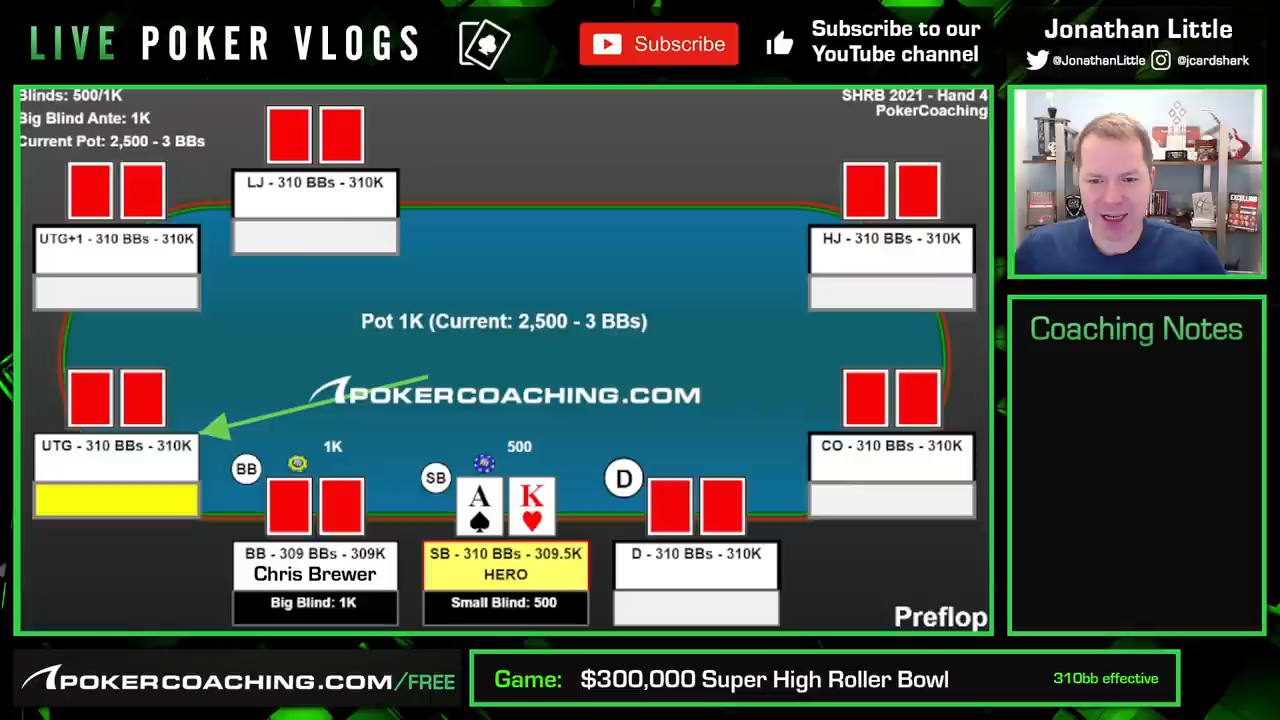 LIVE POKER VLOGS
Subscribe
Subscribe to our
YouTube channel
Jonathan Little
@JonathanLittle
@jcardshark
Blinds: 500/1K
Big Blind Ante: 1K
Current Pot: 2,500 - 3 BBs
SHRB 2021 - Hand 4
PokerCoaching
LJ - 310 BBs - 310K
UTG+1 - 310 BBs - 310K
HJ - 310 BBs - 310K
Pot 1K (Current: 2,500 - 3 BBs)
POKERCOACHING.COM
UTG - 310 BBs - 310K
CO - 310 BBs - 310K
BB
1K
SB
500
D
A
K
BB - 309 BBs - 309K
Chris Brewer
Big Blind: 1K
SB - 310 BBs - 309.5K
HERO
Small Blind: 500
D - 310 BBs - 310K
Preflop
Coaching Notes
POKERCOACHING.COM/FREE
Game: $300,000 Super High Roller Bowl
310bb effective